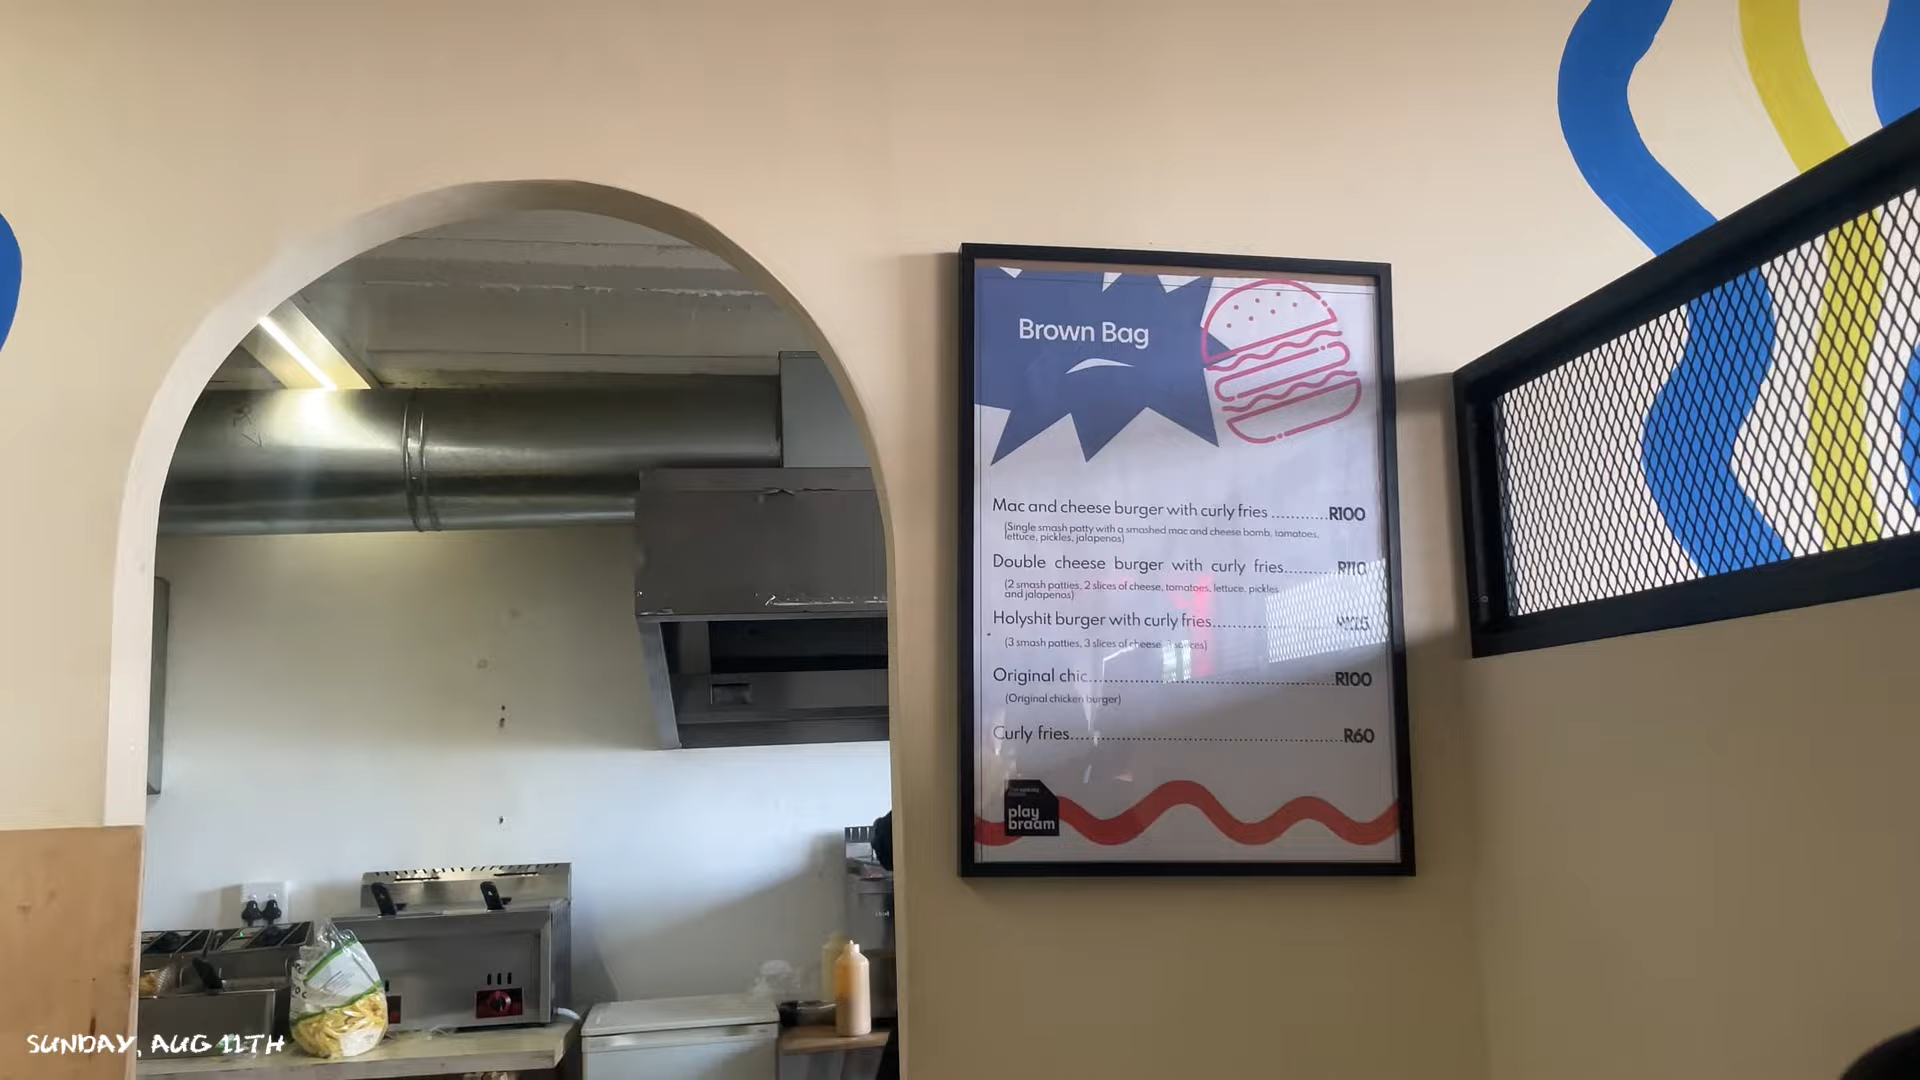 Brown Bag
Mac and cheese burger with curly fries ............R100
(Single smash patty with a smashed mac and cheese bomb, tomatoes,
lettuce, pickles, jalapenos)
Double cheese burger with curly fries............R110
(2 smash patties, 2 slices of cheese, tomatoes, lettuce, pickles
and jalapenos)
Holyshit burger with curly fries
(3 smash patties, 3 slices of cheese, 3 sauces)
Original chic......................................................R100
(Original chicken burger)
Curly fries...........................................................R60
play
braam
SUNDAY, AUG 11TH